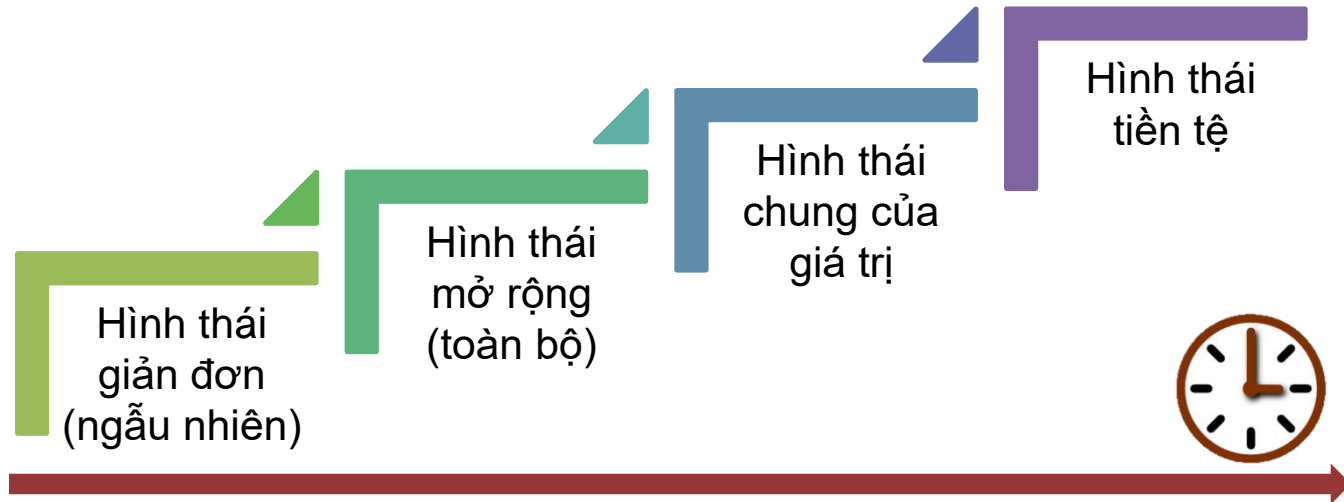 Hình thái
giản đơn
(ngẫu nhiên)
Hình thái
mở rộng
(toàn bộ)
Hình thái
chung của
giá trị
Hình thái
tiền tệ